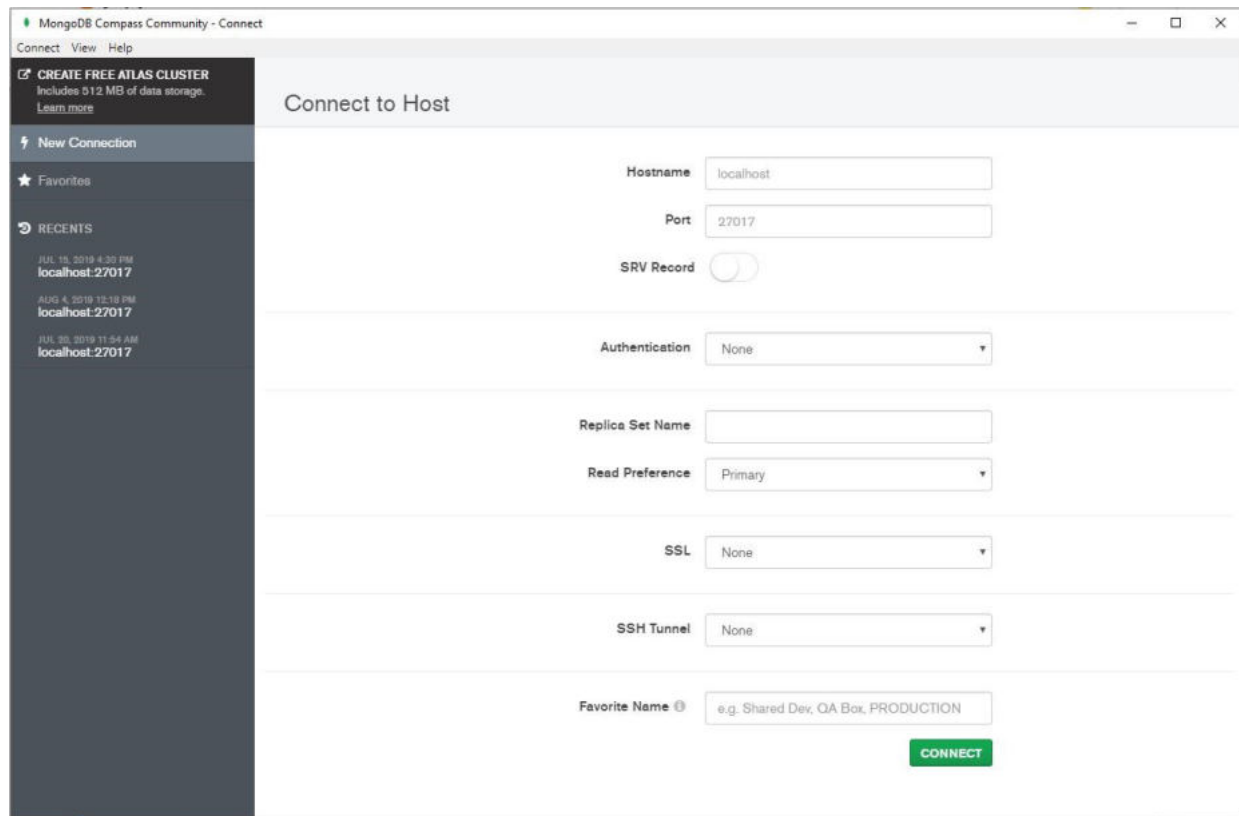 MongoDB Compass Community - Connect
Connect View Help
CREATE FREE ATLAS CLUSTER
Includes 512 MB of data storage.
Learn more
New Connection
Favorites
RECENTS
JUL 15, 2019 4:20 PM
localhost:27017
AUG 4, 2019 12:18 PM
localhost:27017
JUL 20, 2019 11:54 AM
localhost:27017
Connect to Host
Hostname localhost
Port 27017
SRV Record
Authentication None
Replica Set Name
Read Preference Primary
SSL None
SSH Tunnel None
Favorite Name e.g. Shared Dev, QA Box, PRODUCTION
CONNECT